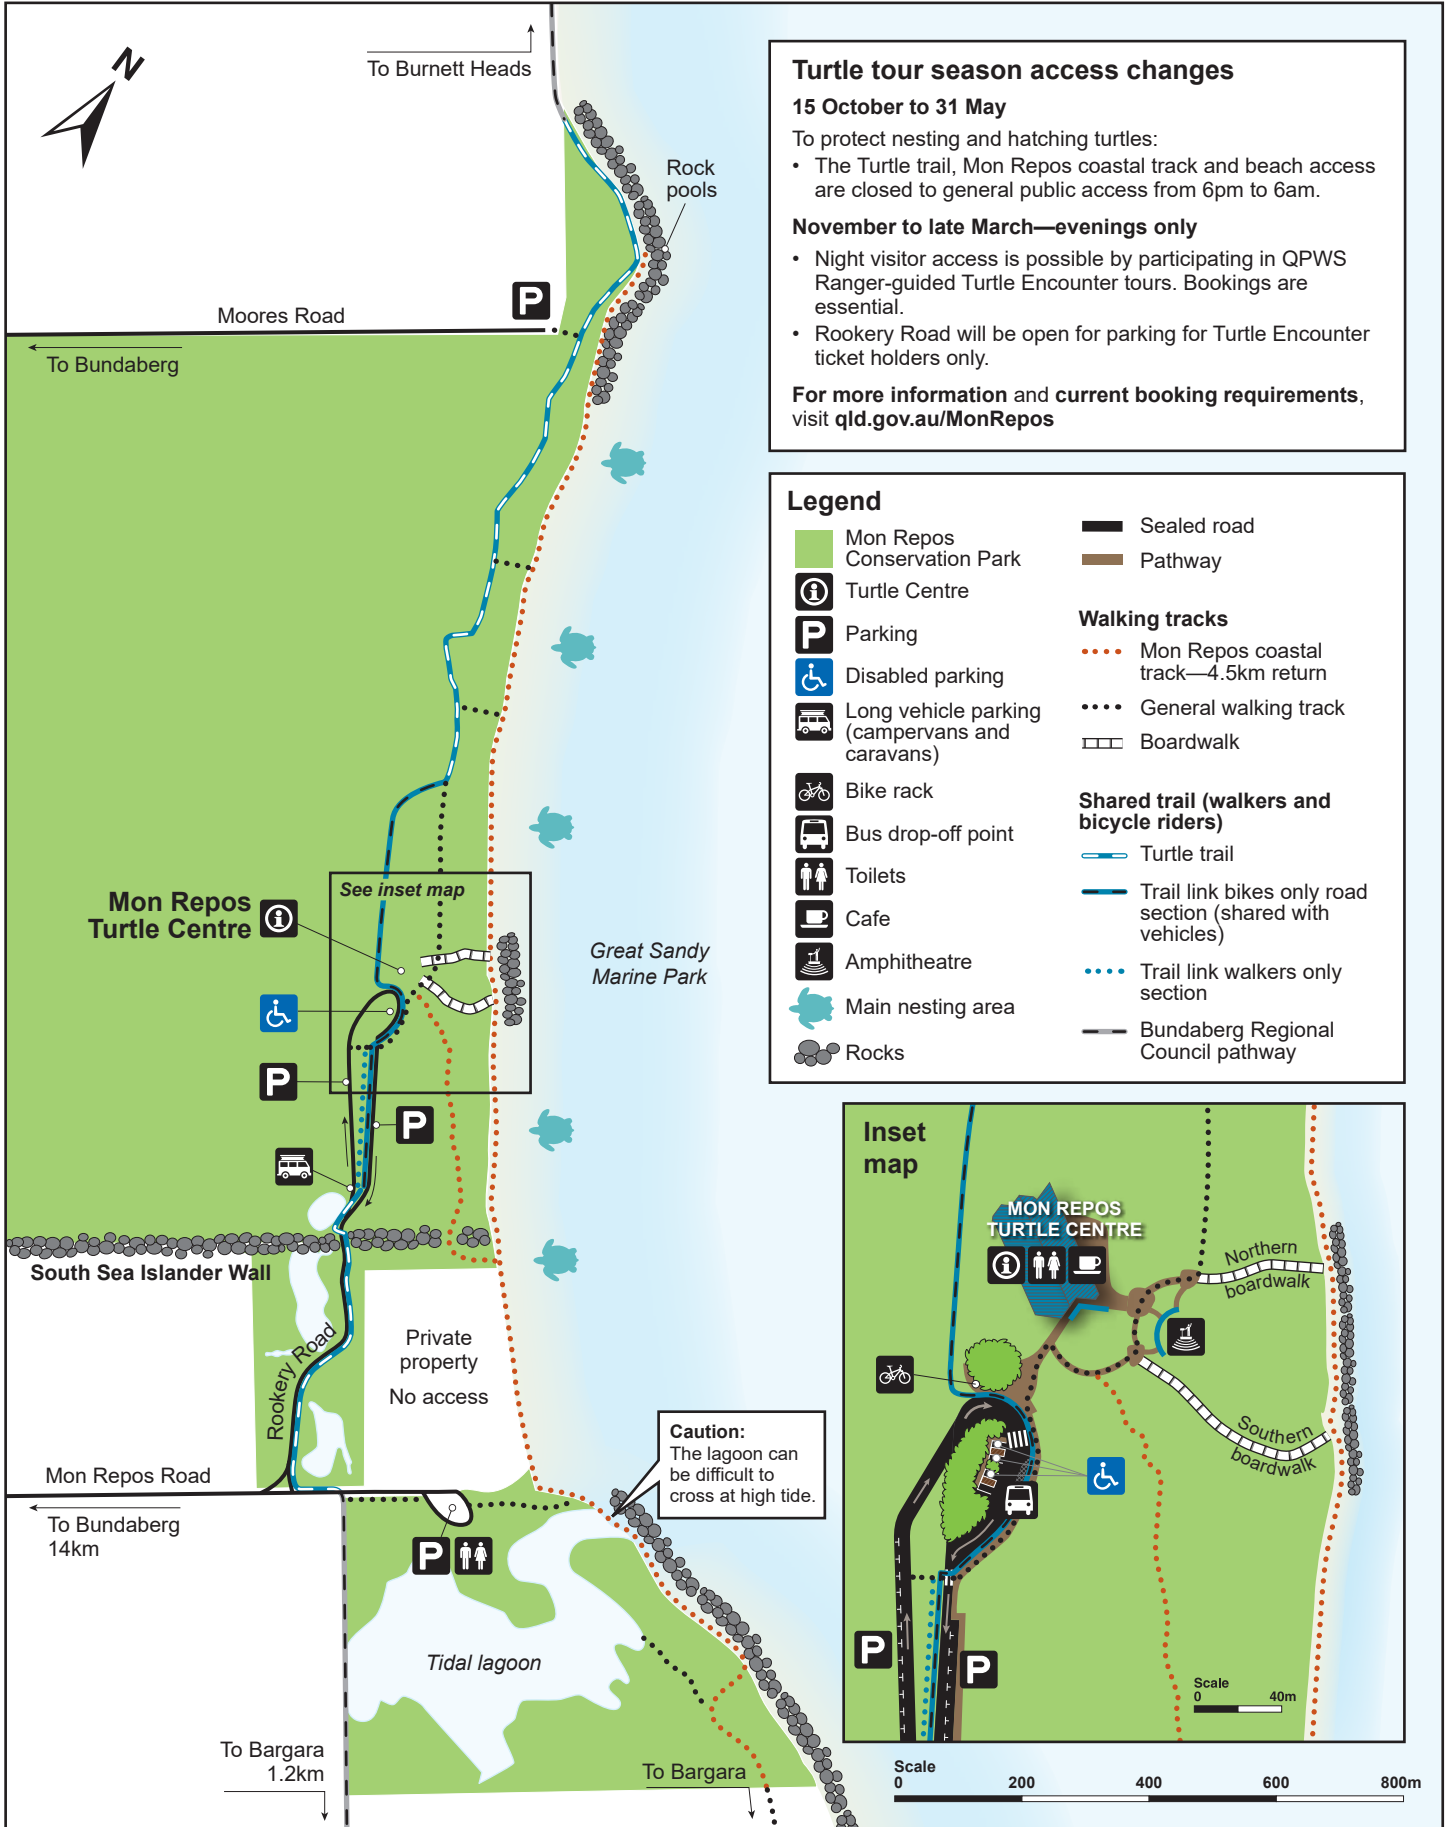 N
To Burnett Heads
Rock
pools
P
Moores Road
To Bundaberg
Turtle tour season access changes
15 October to 31 May
To protect nesting and hatching turtles:
• The Turtle trail, Mon Repos coastal track and beach access
are closed to general public access from 6pm to 6am.
November to late March—evenings only
• Night visitor access is possible by participating in QPWS
Ranger-guided Turtle Encounter tours. Bookings are
essential.
• Rookery Road will be open for parking for Turtle Encounter
ticket holders only.
For more information and current booking requirements,
visit qld.gov.au/MonRepos
Legend
Mon Repos
Conservation Park
Turtle Centre
P
Parking
Disabled parking
Long vehicle parking
(campervans and
caravans)
Bike rack
Bus drop-off point
Toilets
Cafe
Amphitheatre
Main nesting area
Rocks
Sealed road
Pathway
Walking tracks
Mon Repos coastal
track—4.5km return
General walking track
Boardwalk
Shared trail (walkers and
bicycle riders)
Turtle trail
Trail link bikes only road
section (shared with
vehicles)
Trail link walkers only
section
Bundaberg Regional
Council pathway
See inset map
Mon Repos
Turtle Centre
Great Sandy
Marine Park
P
P
South Sea Islander Wall
Rookery Road
Private
property
No access
Mon Repos Road
To Bundaberg
14km
P
Caution:
The lagoon can
be difficult to
cross at high tide.
Tidal lagoon
To Bargara
1.2km
To Bargara
Inset
map
MON REPOS
TURTLE CENTRE
Northern
boardwalk
Southern
boardwalk
P
P
Scale
0 40m
Scale
0 200 400 600 800m